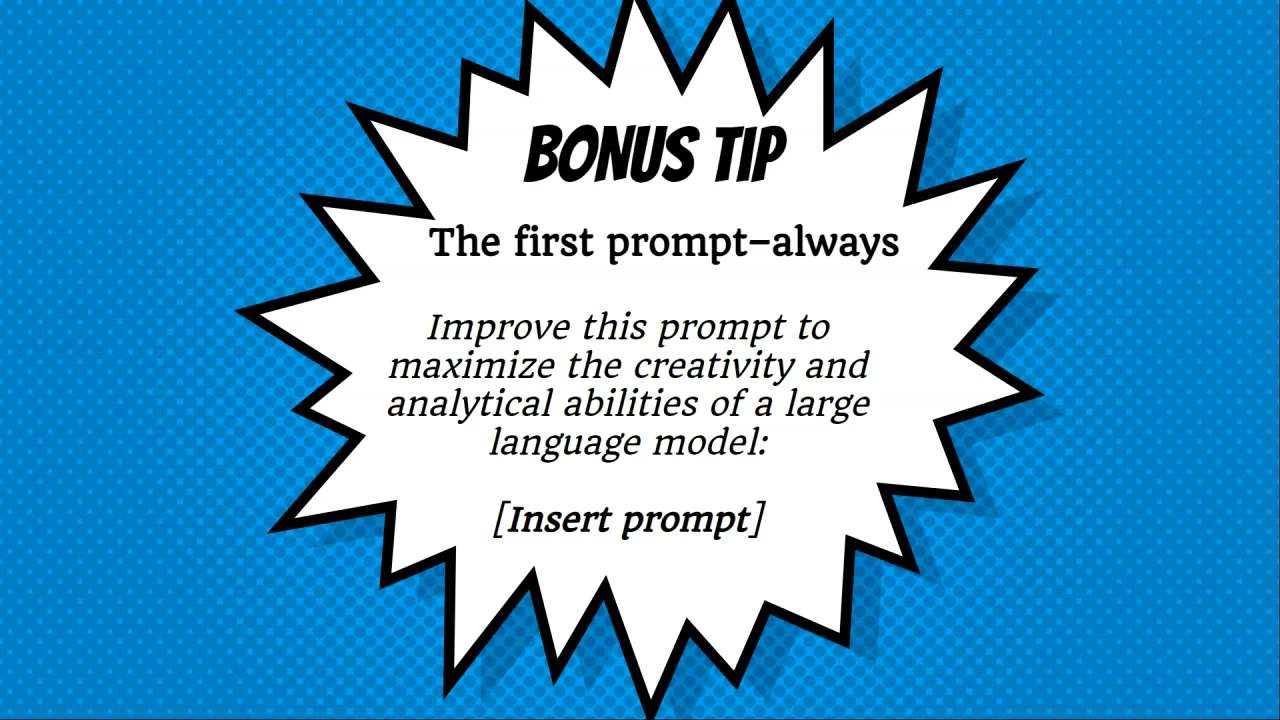 BONUS TIP
The first prompt–always
Improve this prompt to
maximize the creativity and
analytical abilities of a large
language model:
[Insert prompt]